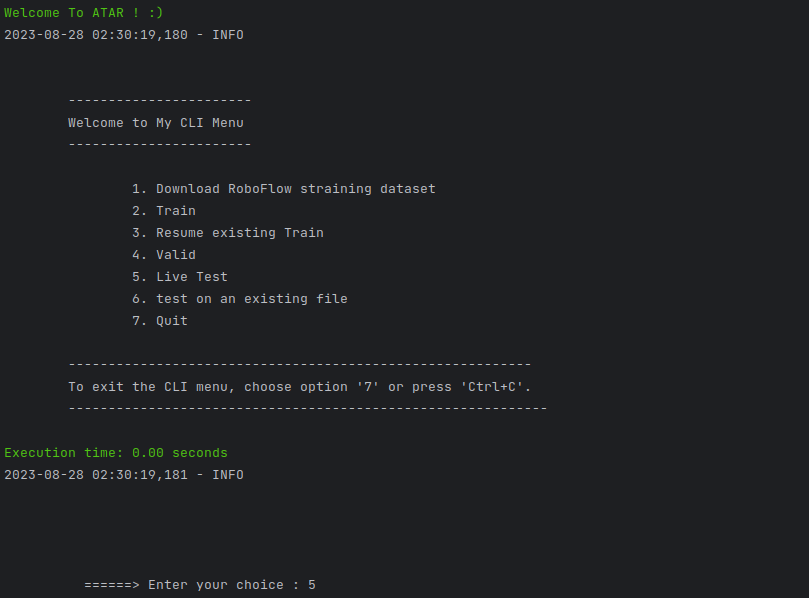 Welcome To ATAR ! :)
2023-08-28 02:30:19,180 - INFO
-----------------------
Welcome to My CLI Menu
-----------------------
1. Download RoboFlow straining dataset
2. Train
3. Resume existing Train
4. Valid
5. Live Test
6. test on an existing file
7. Quit
----------------------------------------------------------
To exit the CLI menu, choose option '7' or press 'Ctrl+C'.
------------------------------------------------------------
Execution time: 0.00 seconds
2023-08-28 02:30:19,181 - INFO
======> Enter your choice : 5